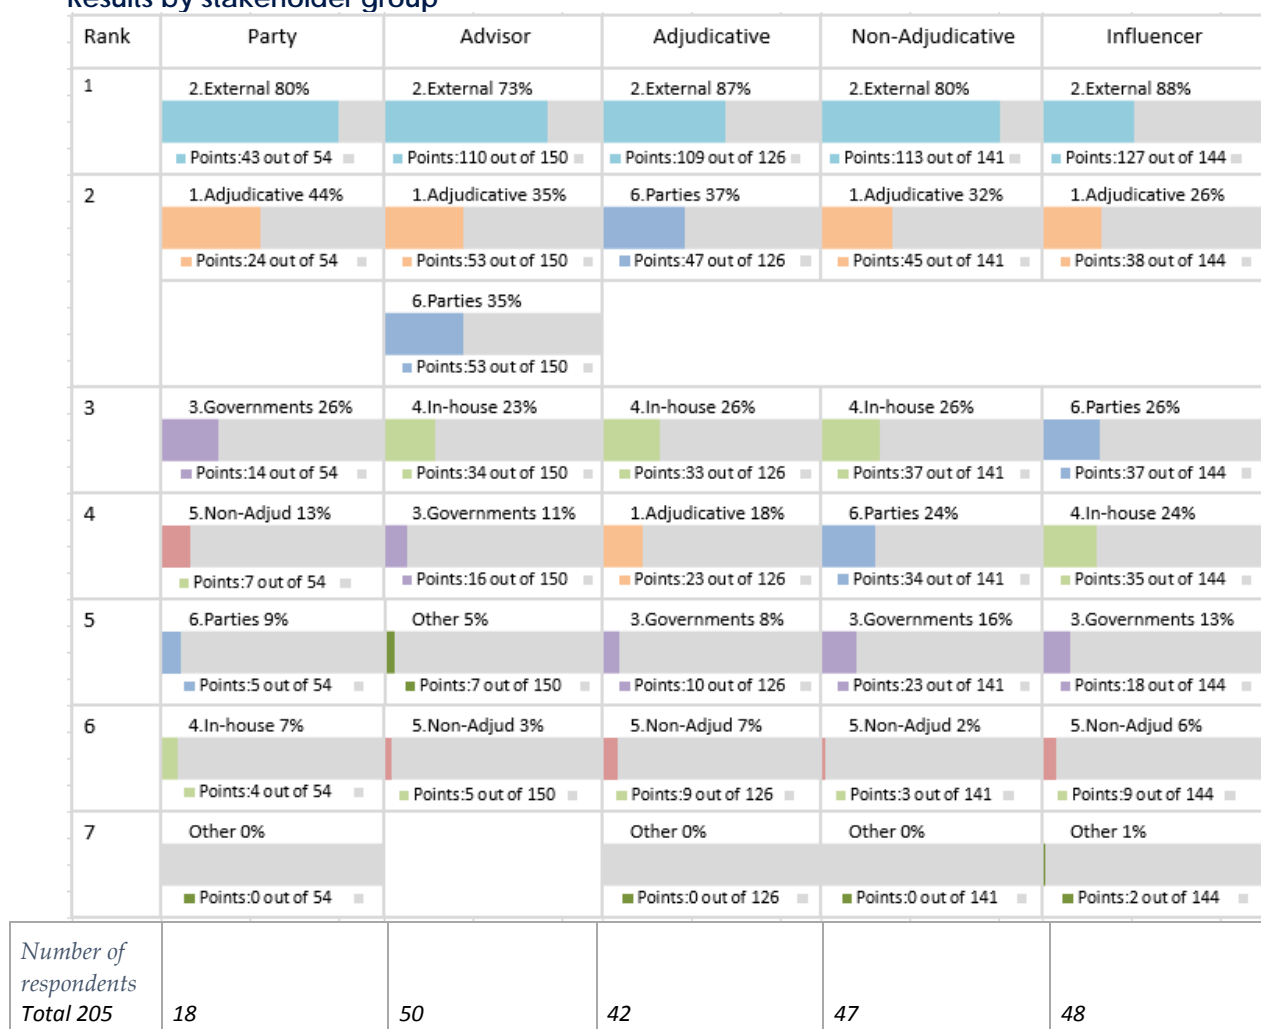 Results by stakeholder group
Rank Party Advisor Adjudicative Non-Adjudicative Influencer
1 2.External 80% 2.External 73% 2.External 87% 2.External 80% 2.External 88%
Points:43 out of 54 Points:110 out of 150 Points:109 out of 126 Points:113 out of 141 Points:127 out of 144
2 1.Adjudicative 44% 1.Adjudicative 35% 6.Parties 37% 1.Adjudicative 32% 1.Adjudicative 26%
Points:24 out of 54 Points:53 out of 150 Points:47 out of 126 Points:45 out of 141 Points:38 out of 144
6.Parties 35%
Points:53 out of 150
3 3.Governments 26% 4.In-house 23% 4.In-house 26% 4.In-house 26% 6.Parties 26%
Points:14 out of 54 Points:34 out of 150 Points:33 out of 126 Points:37 out of 141 Points:37 out of 144
4 5.Non-Adjud 13% 3.Governments 11% 1.Adjudicative 18% 6.Parties 24% 4.In-house 24%
Points:7 out of 54 Points:16 out of 150 Points:23 out of 126 Points:34 out of 141 Points:35 out of 144
5 6.Parties 9% Other 5% 3.Governments 8% 3.Governments 16% 3.Governments 13%
Points:5 out of 54 Points:7 out of 150 Points:10 out of 126 Points:23 out of 141 Points:18 out of 144
6 4.In-house 7% 5.Non-Adjud 3% 5.Non-Adjud 7% 5.Non-Adjud 2% 5.Non-Adjud 6%
Points:4 out of 54 Points:5 out of 150 Points:9 out of 126 Points:3 out of 141 Points:9 out of 144
7 Other 0% Other 0% Other 0% Other 1%
Points:0 out of 54 Points:0 out of 126 Points:0 out of 141 Points:2 out of 144
Number of
respondents
Total 205 18 50 42 47 48